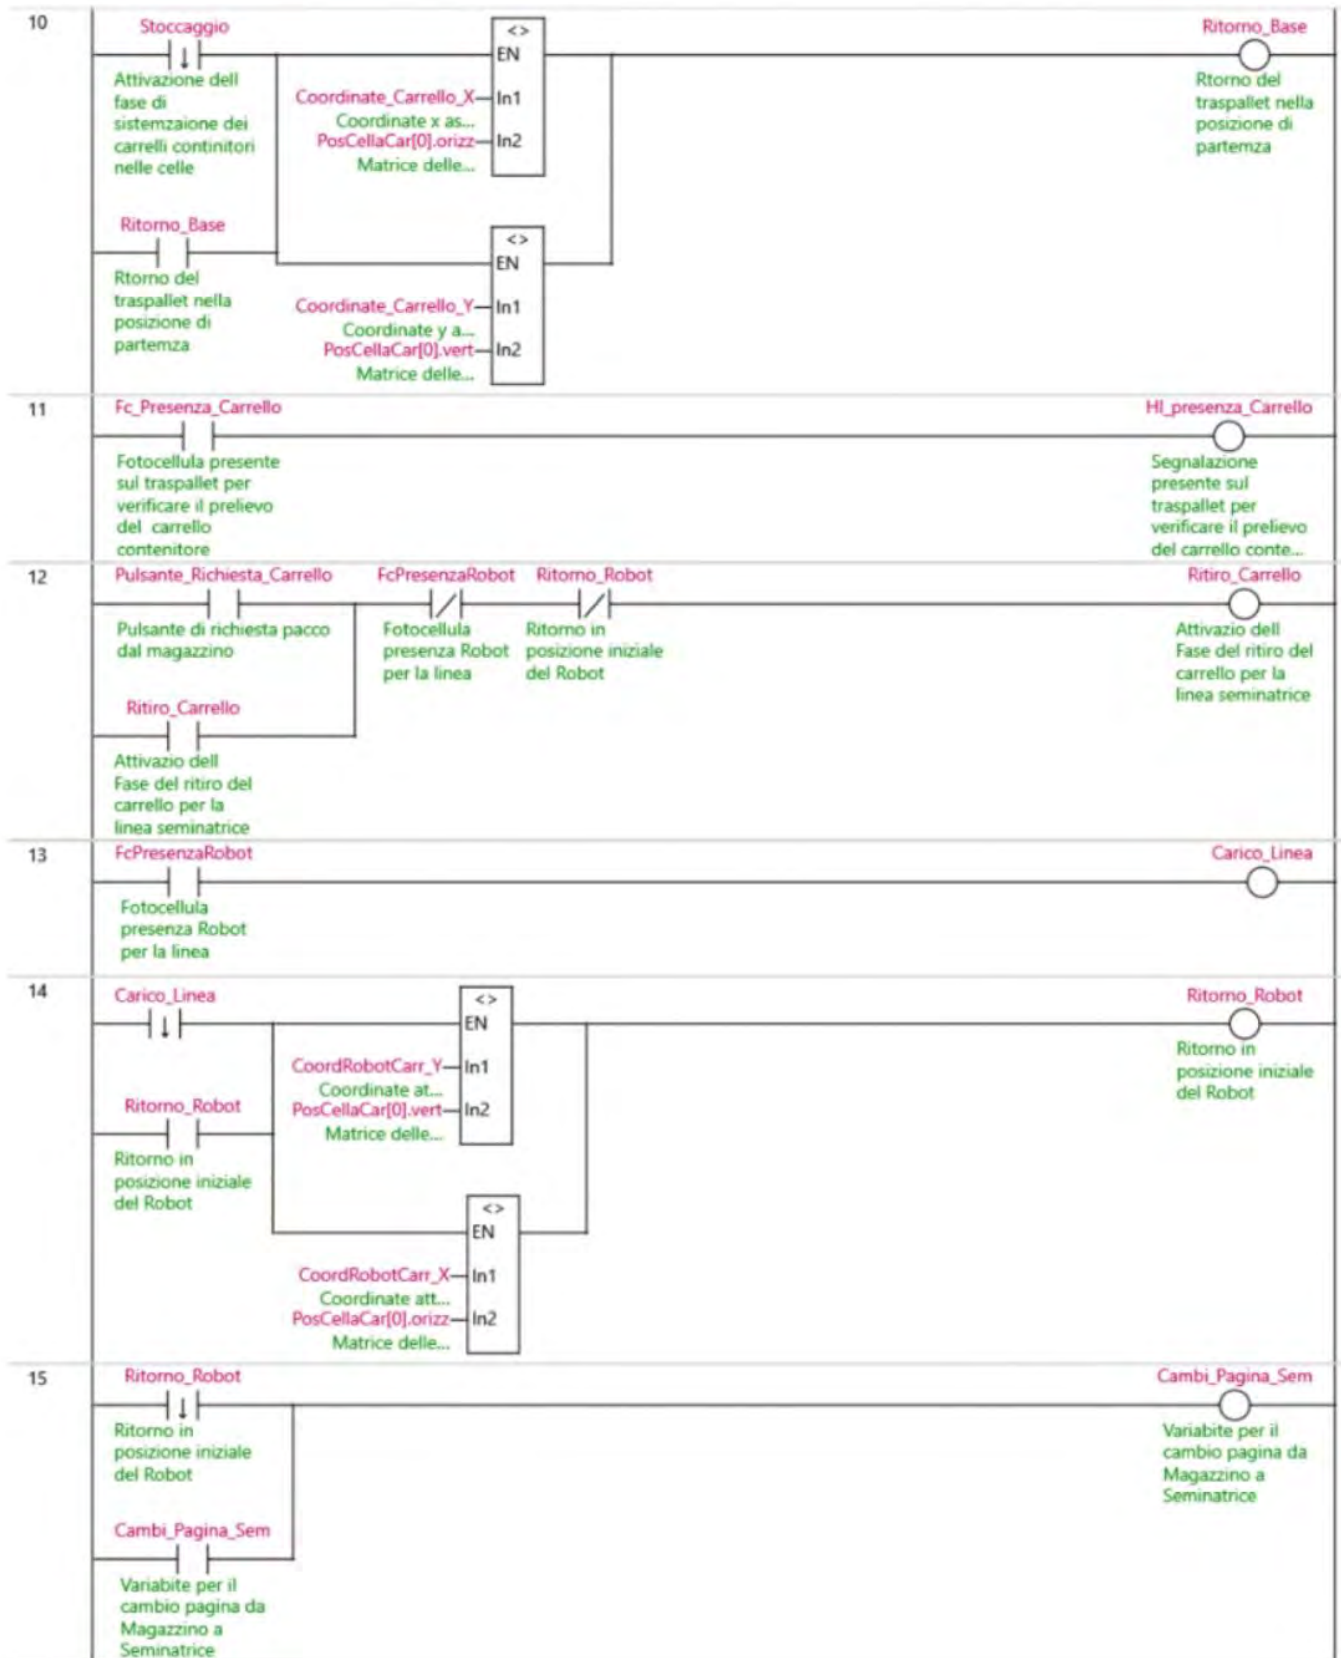 10
Stoccaggio
Attivazione dell
fase di
sistemzaione dei
carrelli continitori
nelle celle
<>
EN
Coordinate_Carrello_X
In1
Coordinate x as...
PosCellaCar[0].orizz
In2
Matrice delle...
Ritorno_Base
Rtorno del
traspallet nella
posizione di
partemza
Ritorno_Base
Rtorno del
traspallet nella
posizione di
partemza
<>
EN
Coordinate_Carrello_Y
In1
Coordinate y a...
PosCellaCar[0].vert
In2
Matrice delle...
11
Fc_Presenza_Carrello
Fotocellula presente
sul traspallet per
verificare il prelievo
del carrello
contenitore
Hl_presenza_Carrello
Segnalazione
presente sul
traspallet per
verificare il prelievo
del carrello conte...
12
Pulsante_Richiesta_Carrello
Pulsante di richiesta pacco
dal magazzino
FcPresenzaRobot
Fotocellula
presenza Robot
per la linea
Ritorno_Robot
Ritorno in
posizione iniziale
del Robot
Ritiro_Carrello
Attivazio dell
Fase del ritiro del
carrello per la
linea seminatrice
Ritiro_Carrello
Attivazio dell
Fase del ritiro del
carrello per la
linea seminatrice
13
FcPresenzaRobot
Fotocellula
presenza Robot
per la linea
Carico_Linea
14
Carico_Linea
<>
EN
CoordRobotCarr_Y
In1
Coordinate at...
PosCellaCar[0].vert
In2
Matrice delle...
Ritorno_Robot
Ritorno in
posizione iniziale
del Robot
Ritorno_Robot
Ritorno in
posizione iniziale
del Robot
<>
EN
CoordRobotCarr_X
In1
Coordinate att...
PosCellaCar[0].orizz
In2
Matrice delle...
15
Ritorno_Robot
Ritorno in
posizione iniziale
del Robot
Cambi_Pagina_Sem
Variabite per il
cambio pagina da
Magazzino a
Seminatrice
Cambi_Pagina_Sem
Variabite per il
cambio pagina da
Magazzino a
Seminatrice